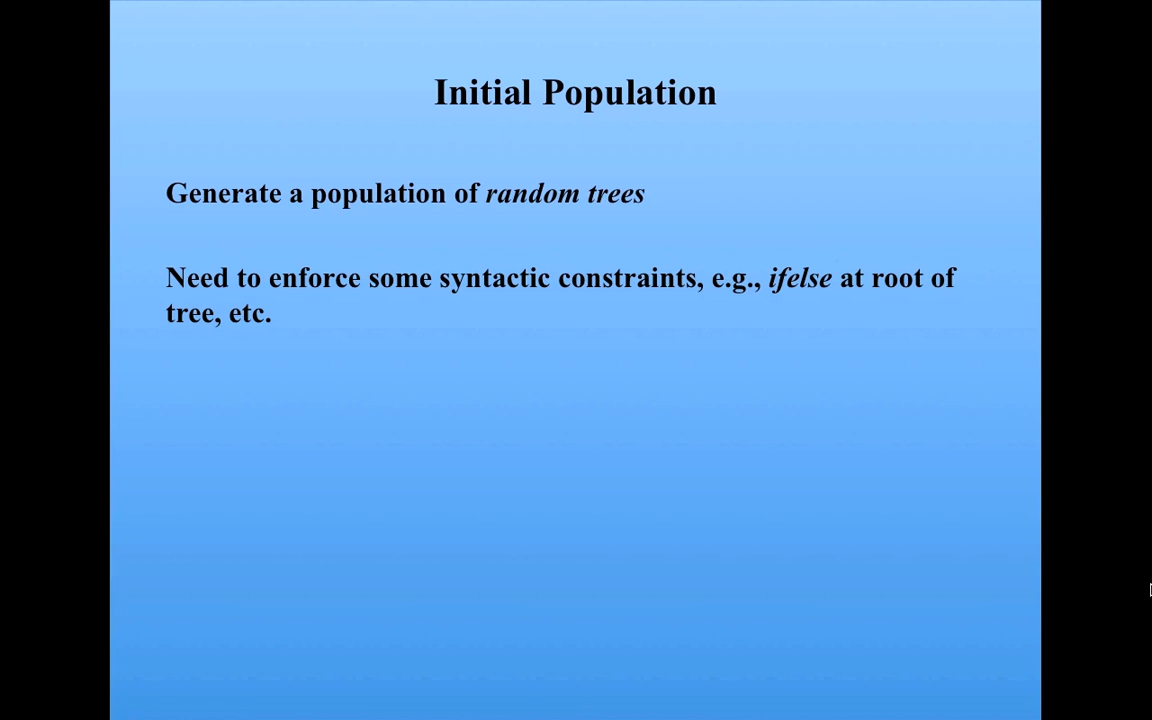 Initial Population
Generate a population of random trees
Need to enforce some syntactic constraints, e.g., ifelse at root of
tree, etc.